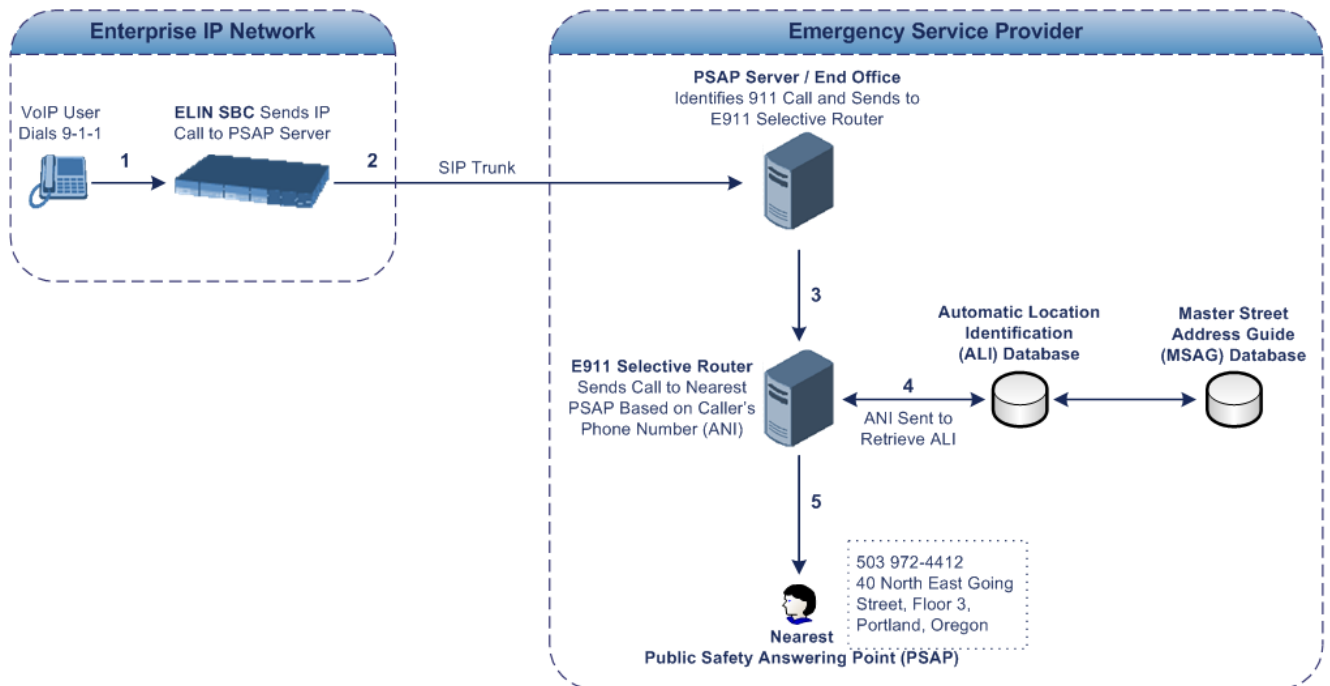 Enterprise IP Network
VoIP User
Dials 9-1-1
ELIN SBC Sends IP
Call to PSAP Server
1
2
SIP Trunk
Emergency Service Provider
PSAP Server / End Office
Identifies 911 Call and Sends to
E911 Selective Router
3
E911 Selective Router
Sends Call to Nearest
PSAP Based on Caller's
Phone Number (ANI)
4
ANI Sent to
Retrieve ALI
Automatic Location
Identification
(ALI) Database
Master Street
Address Guide
(MSAG) Database
5
503 972-4412
40 North East Going
Street, Floor 3,
Portland, Oregon
Nearest
Public Safety Answering Point (PSAP)